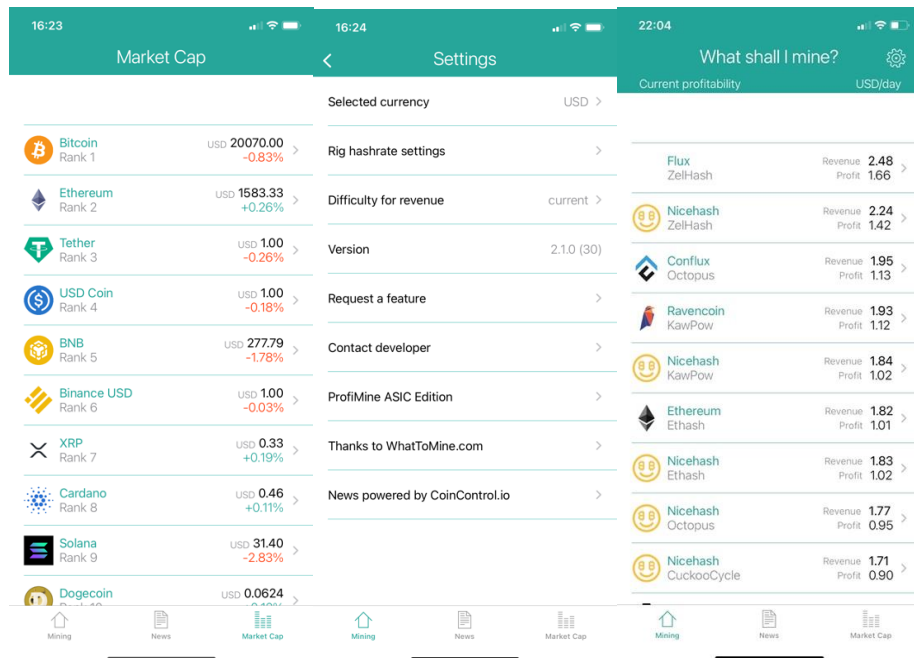 16:23
Market Cap
Bitcoin USD 20070.00
Rank 1 -0.83%
Ethereum USD 1583.33
Rank 2 +0.26%
Tether USD 1.00
Rank 3 -0.26%
USD Coin USD 1.00
Rank 4 -0.18%
BNB USD 277.79
Rank 5 -1.78%
Binance USD USD 1.00
Rank 6 -0.03%
XRP USD 0.33
Rank 7 +0.19%
Cardano USD 0.46
Rank 8 +0.11%
Solana USD 31.40
Rank 9 -2.83%
Dogecoin USD 0.0624
Mining News Market Cap
16:24
Settings
Selected currency USD
Rig hashrate settings
Difficulty for revenue current
Version 2.1.0 (30)
Request a feature
Contact developer
ProfiMine ASIC Edition
Thanks to WhatToMine.com
News powered by CoinControl.io
Mining News Market Cap
22:04
What shall I mine?
Current profitability USD/day
Flux Revenue 2.48
ZelHash Profit 1.66
Nicehash Revenue 2.24
ZelHash Profit 1.42
Conflux Revenue 1.95
Octopus Profit 1.13
Ravencoin Revenue 1.93
KawPow Profit 1.12
Nicehash Revenue 1.84
KawPow Profit 1.02
Ethereum Revenue 1.82
Ethash Profit 1.01
Nicehash Revenue 1.83
Ethash Profit 1.02
Nicehash Revenue 1.77
Octopus Profit 0.95
Nicehash Revenue 1.71
CuckooCycle Profit 0.90
Mining News Market Cap